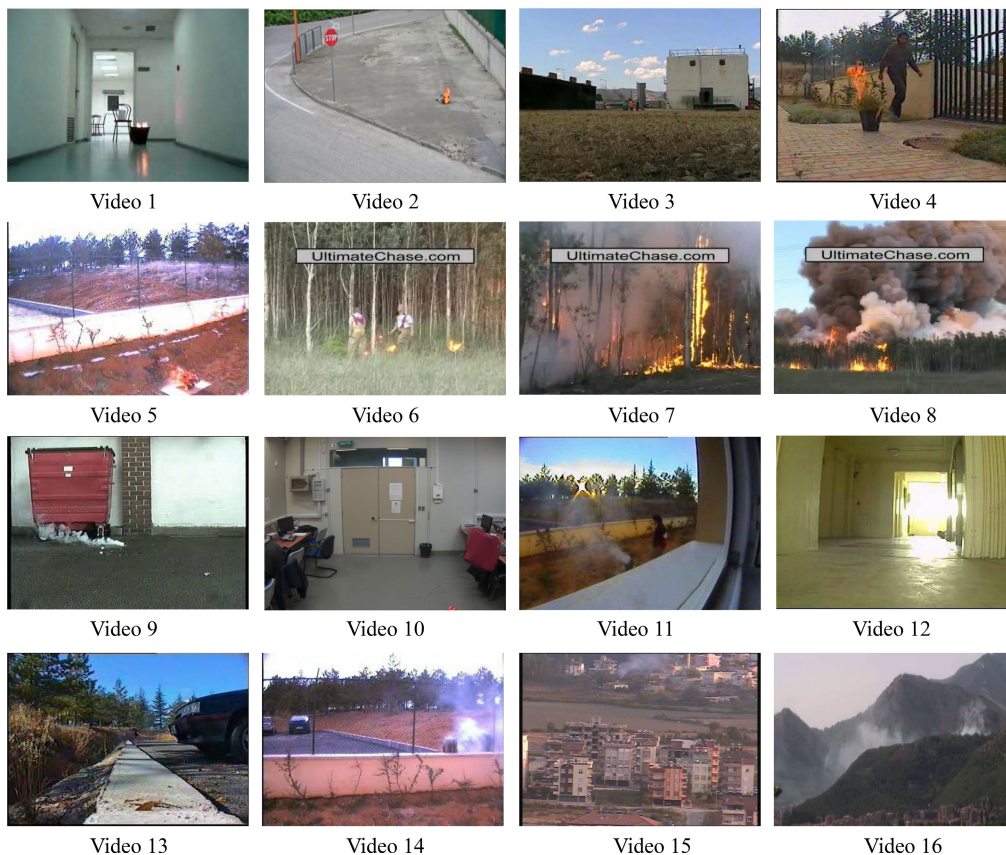 STOP
Video 1
Video 2
Video 3
Video 4
UltimateChase.com
UltimateChase.com
UltimateChase.com
Video 5
Video 6
Video 7
Video 8
Video 9
Video 10
Video 11
Video 12
Video 13
Video 14
Video 15
Video 16